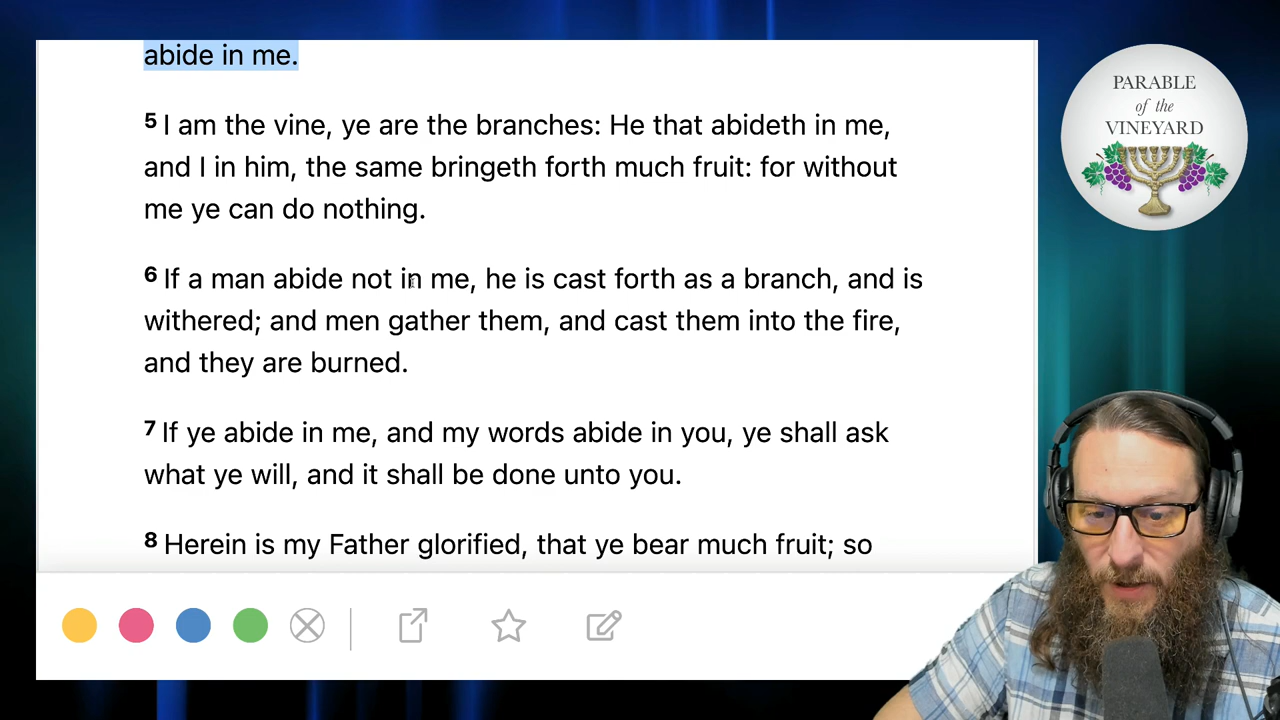 abide in me.
5 I am the vine, ye are the branches: He that abideth in me,
and I in him, the same bringeth forth much fruit: for without
me ye can do nothing.
6 If a man abide not in me, he is cast forth as a branch, and is
withered; and men gather them, and cast them into the fire,
and they are burned.
7 If ye abide in me, and my words abide in you, ye shall ask
what ye will, and it shall be done unto you.
8 Herein is my Father glorified, that ye bear much fruit; so
PARABLE
of the
VINEYARD